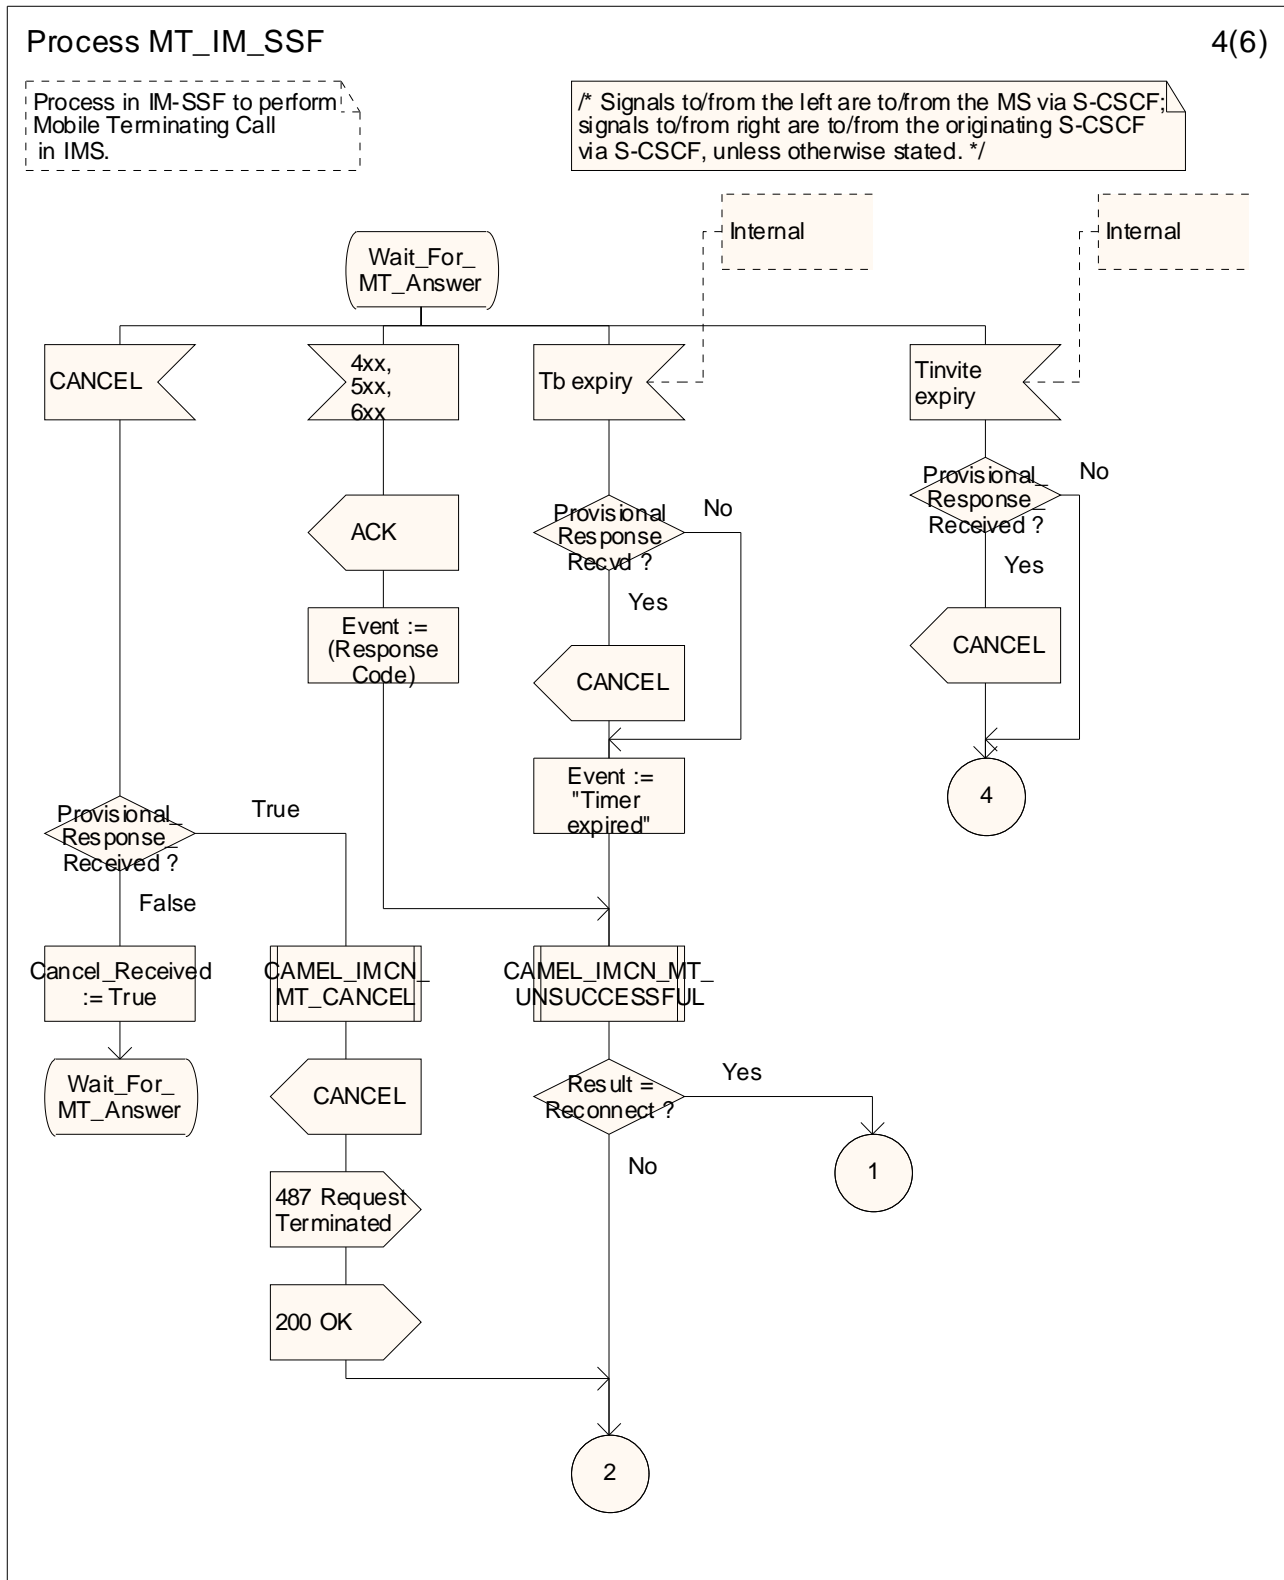 Process MT_IM_SSF
4(6)
Process in IM-SSF to perform
Mobile Terminating Call
in IMS.
/* Signals to/from the left are to/from the MS via S-CSCF;
signals to/from right are to/from the originating S-CSCF
via S-CSCF, unless otherwise stated. */
Internal
Internal
Wait_For_
MT_Answer
CANCEL
4xx,
5xx,
6xx
Tb expiry
Tinvite
expiry
Provisional_
Response_
Received ?
No
Yes
ACK
Provisional
Response
Recvd ?
No
Yes
Event :=
(Response
Code)
CANCEL
CANCEL
Event :=
"Timer
expired"
4
Provisional_
Response_
Received ?
True
False
Cancel_Received
:= True
CAMEL_IMCN_
MT_CANCEL
CAMEL_IMCN_MT_
UNSUCCESSFUL
Wait_For_
MT_Answer
CANCEL
Result =
Reconnect ?
Yes
No
1
487 Request
Terminated
200 OK
2